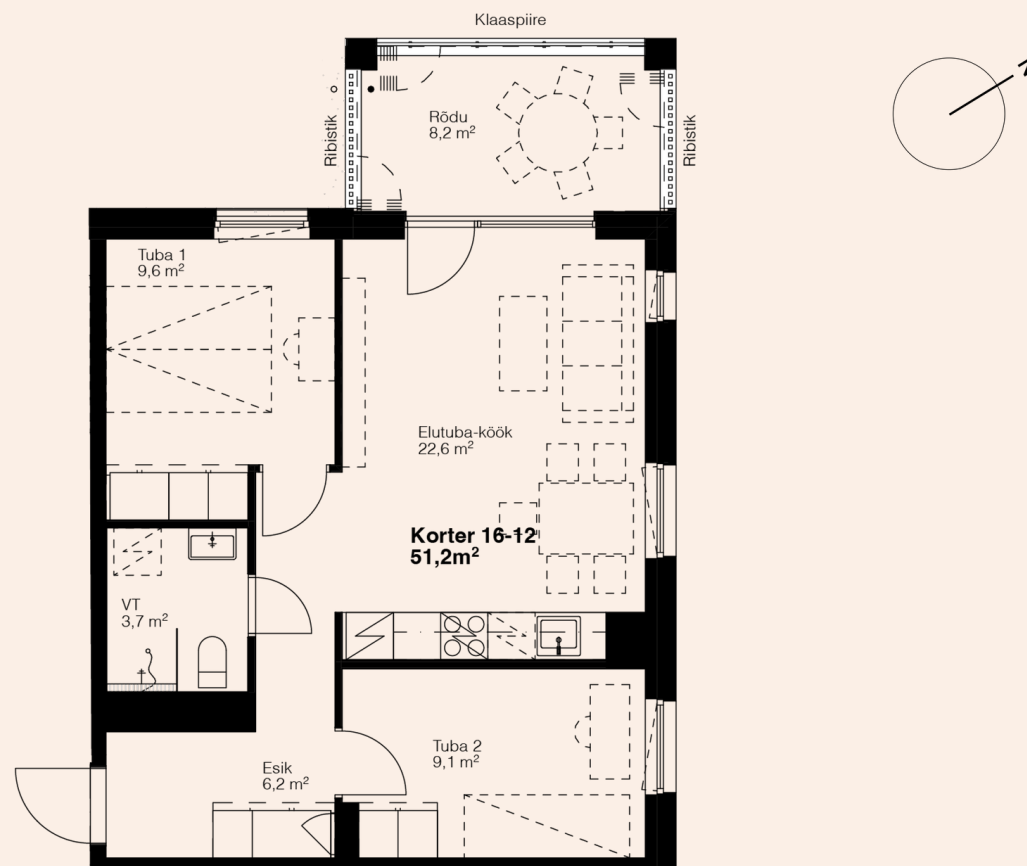 Klaaspiire
Rõdu
8,2 m²
Ribistik
Ribistik
Tuba 1
9,6 m²
Elutuba-köök
22,6 m²
Korter 16-12
51,2m²
VT
3,7 m²
Tuba 2
9,1 m²
Esik
6,2 m²